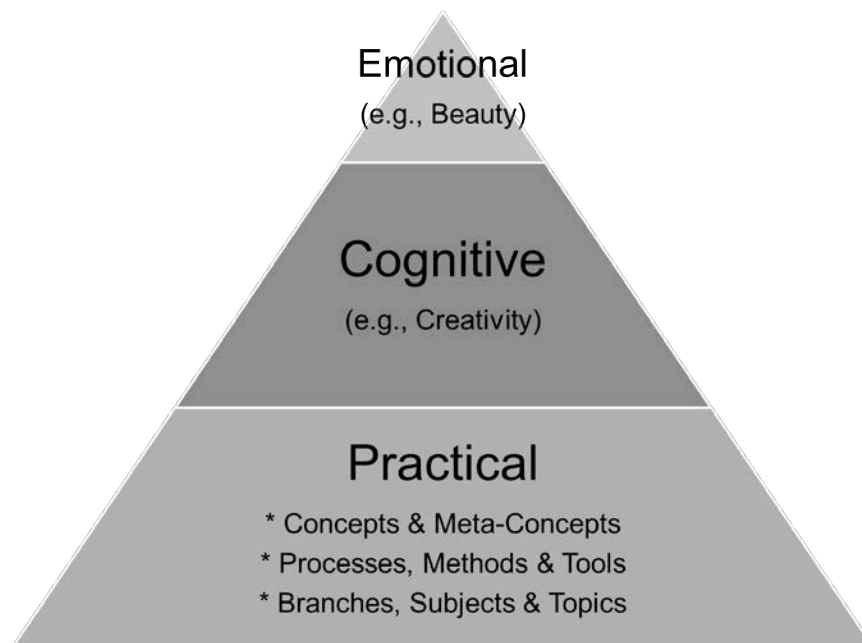 Emotional
(e.g., Beauty)
Cognitive
(e.g., Creativity)
Practical
* Concepts & Meta-Concepts
* Processes, Methods & Tools
* Branches, Subjects & Topics